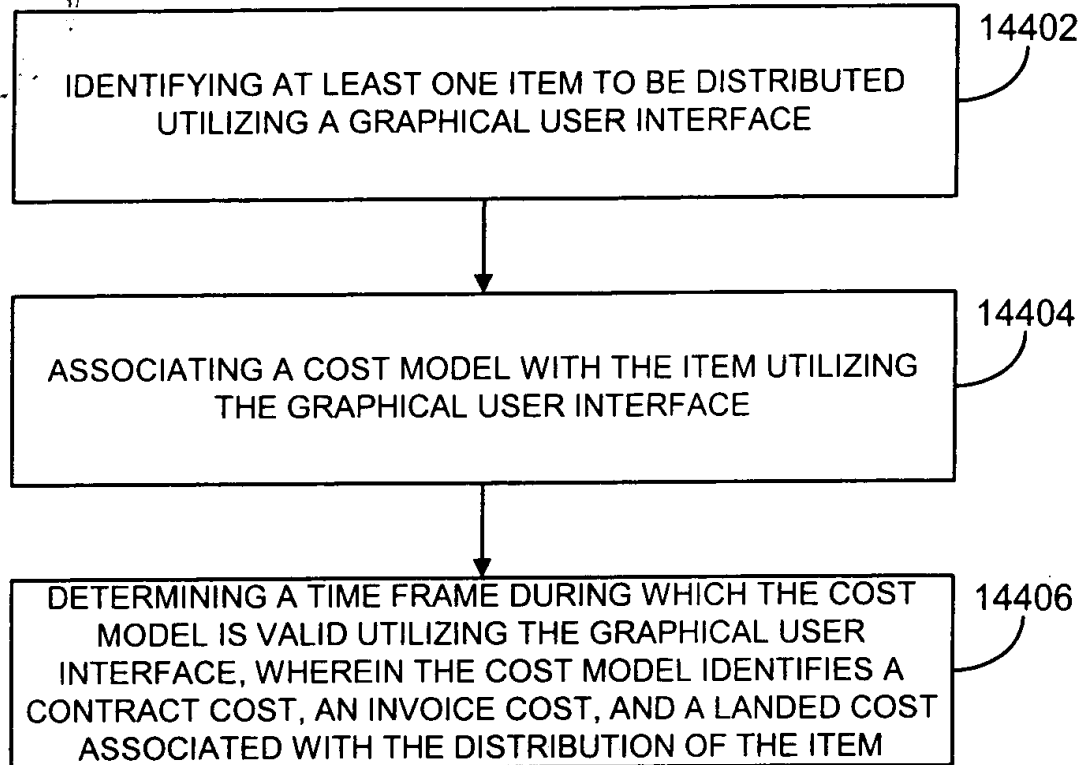 14402
IDENTIFYING AT LEAST ONE ITEM TO BE DISTRIBUTED
UTILIZING A GRAPHICAL USER INTERFACE
14404
ASSOCIATING A COST MODEL WITH THE ITEM UTILIZING
THE GRAPHICAL USER INTERFACE
14406
DETERMINING A TIME FRAME DURING WHICH THE COST
MODEL IS VALID UTILIZING THE GRAPHICAL USER
INTERFACE, WHEREIN THE COST MODEL IDENTIFIES A
CONTRACT COST, AN INVOICE COST, AND A LANDED COST
ASSOCIATED WITH THE DISTRIBUTION OF THE ITEM